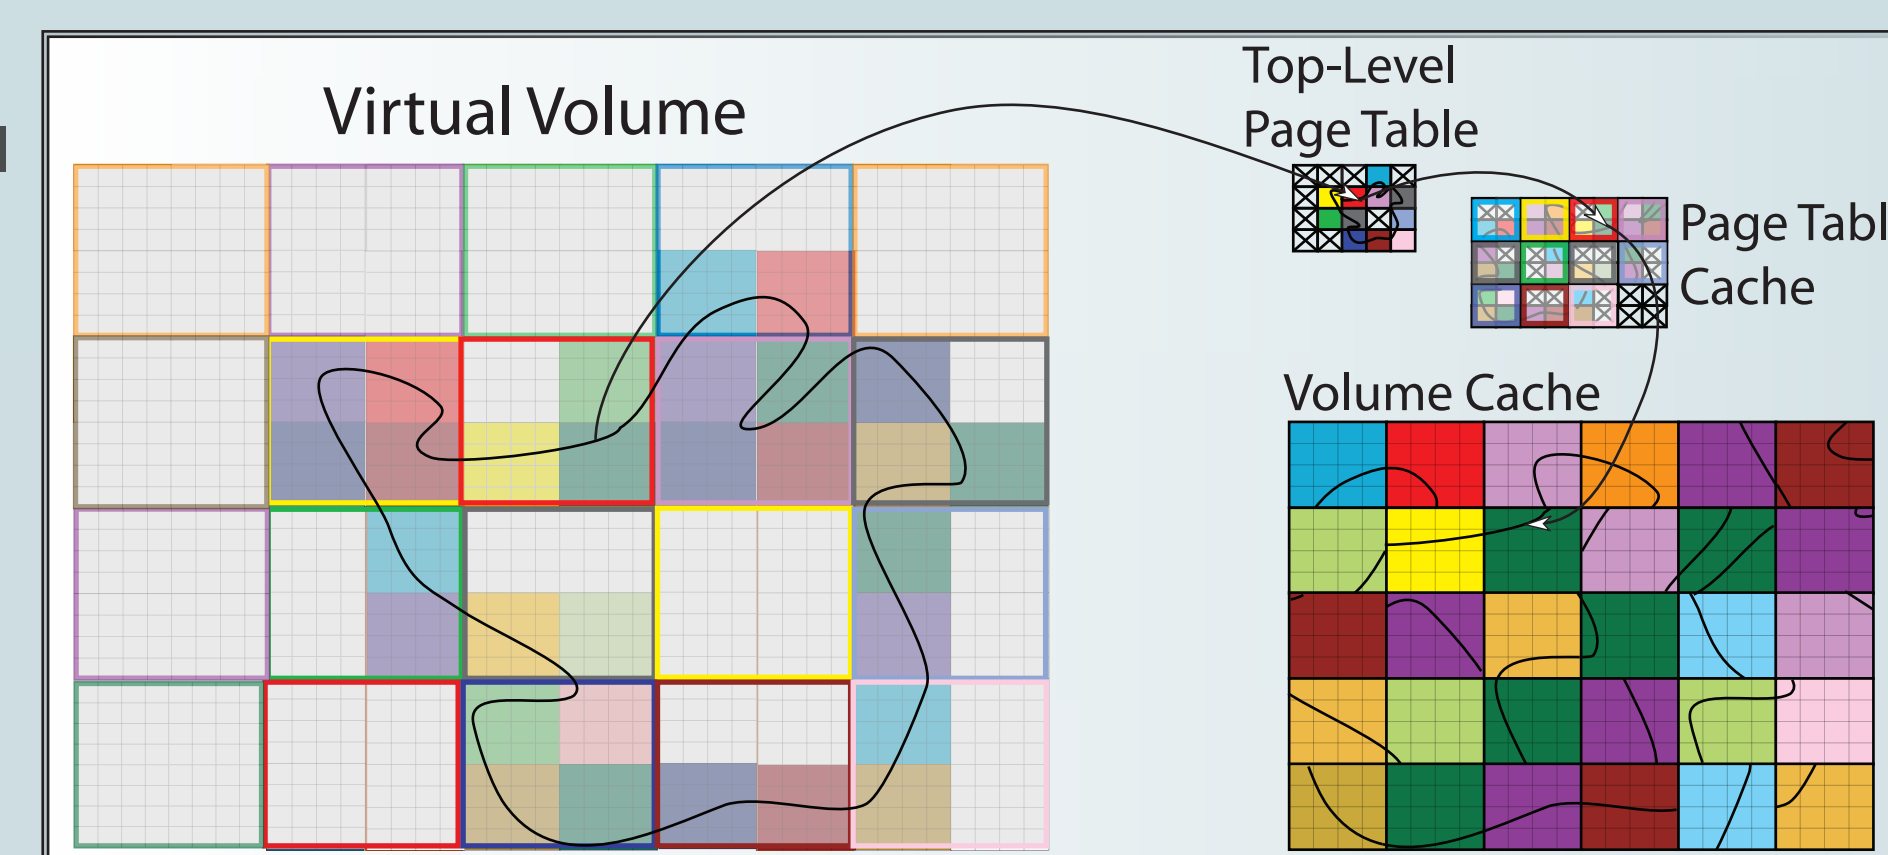 Virtual Volume
Top-Level
Page Table
Page Tabl
Cache
Volume Cache